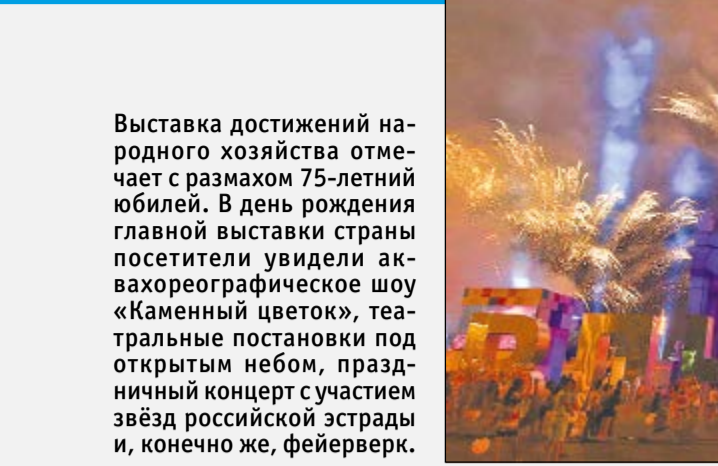 Выставка достижений на-
родного хозяйства отме-
чает с размахом 75-летний
юбилей. В день рождения
главной выставки страны
посетители увидели ак-
вахореографическое шоу
«Каменный цветок», теа-
тральные постановки под
открытым небом, празд-
ничный концерт с участием
звёзд российской эстрады
и, конечно же, фейерверк.